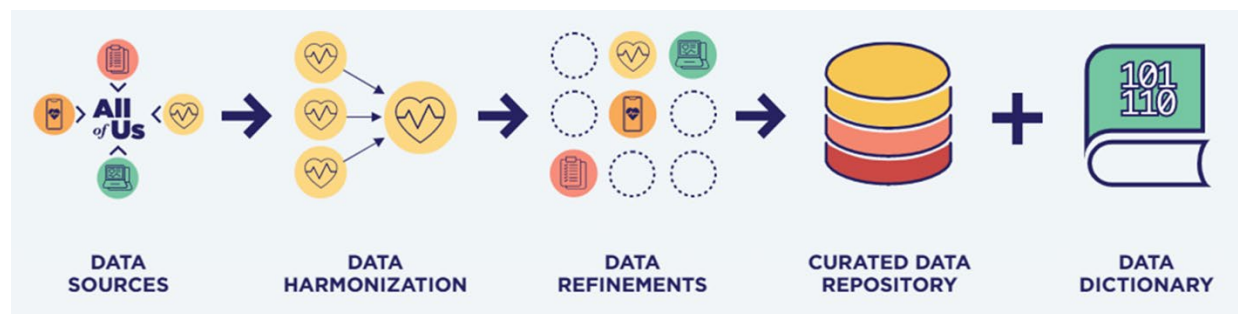 All
of Us
101
110
DATA
SOURCES
DATA
HARMONIZATION
DATA
REFINEMENTS
CURATED DATA
REPOSITORY
DATA
DICTIONARY